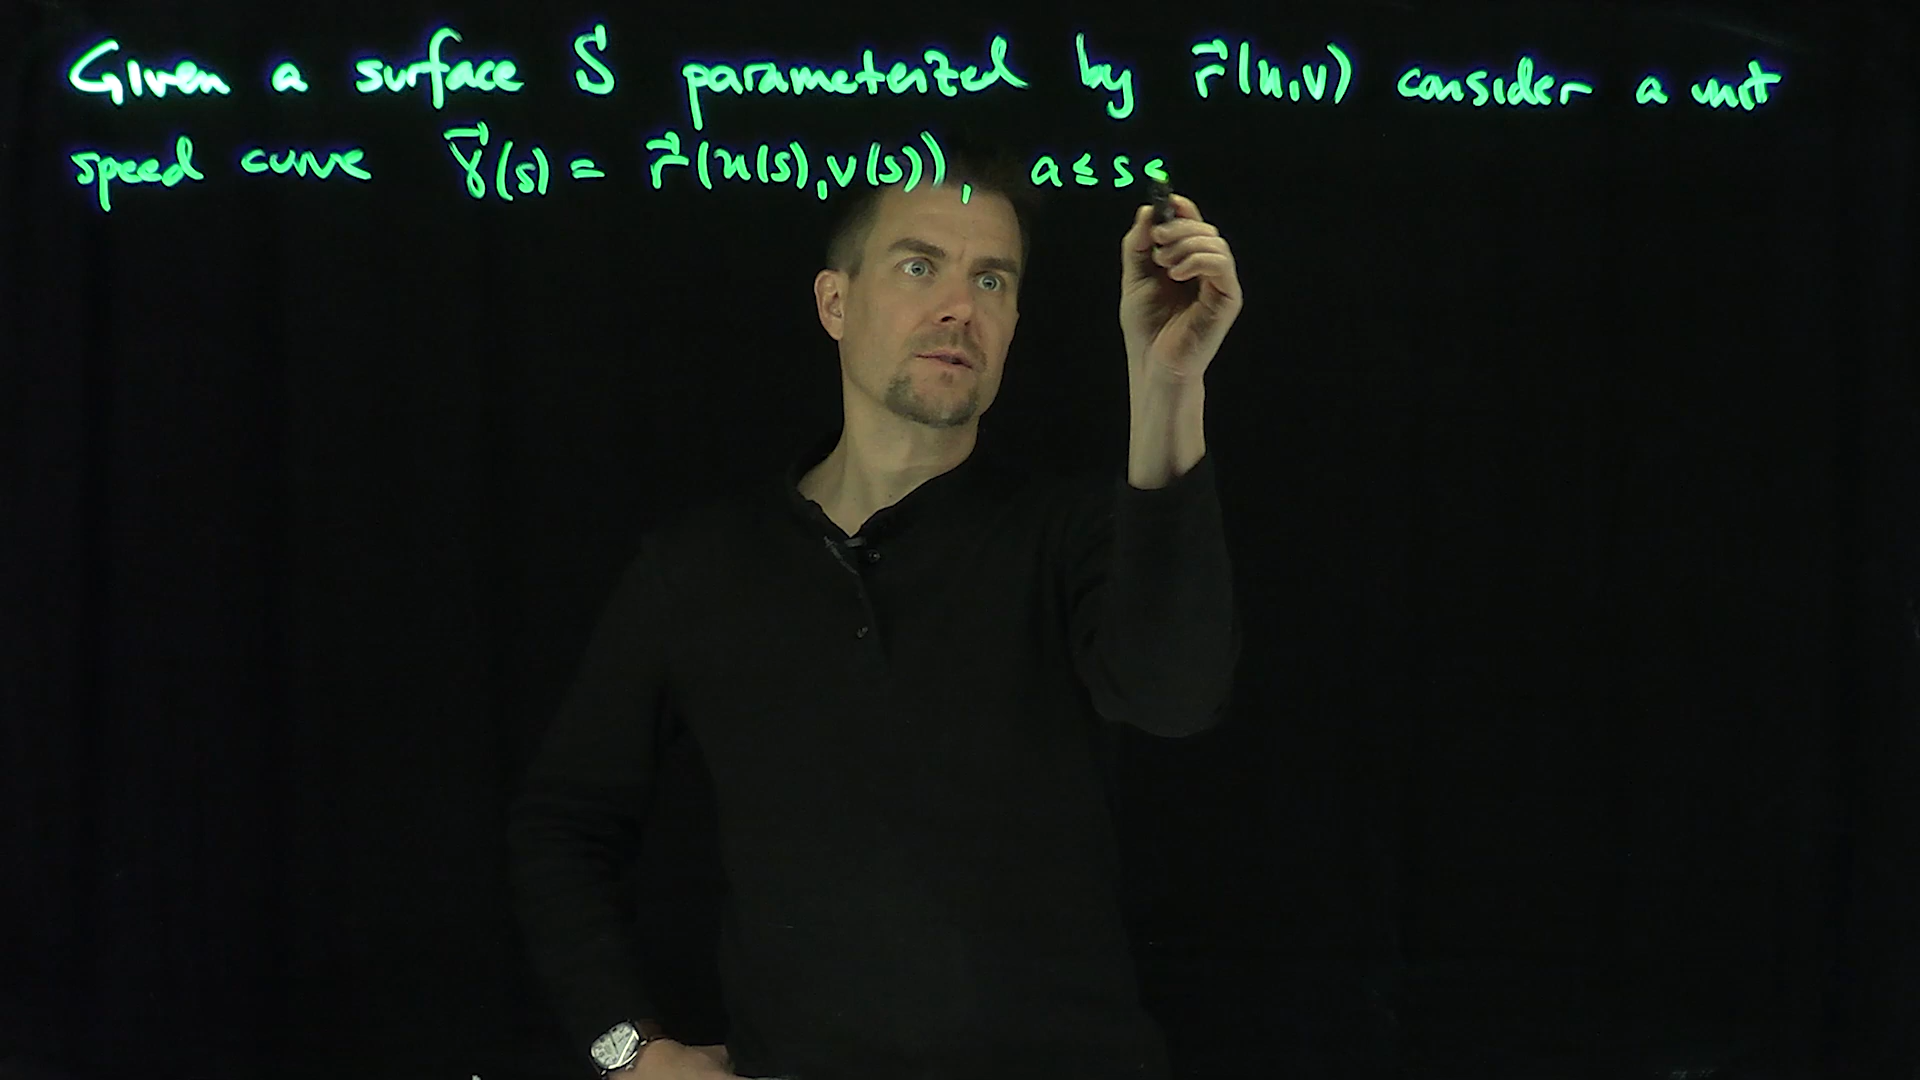 Given a surface S parameterized by r⃗(u,v) consider a unit
speed curve γ⃗(s) = r⃗(u(s),v(s)), a ≤ s <